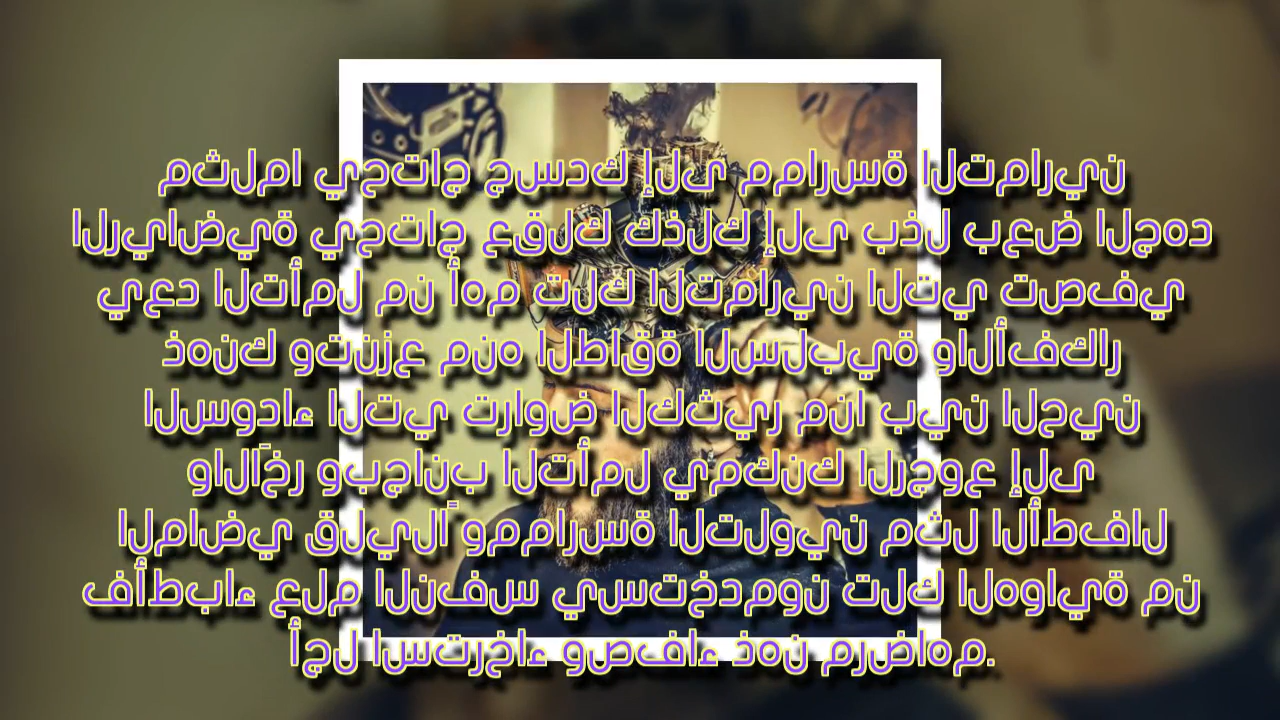 مثلما يحتاج جسدك إلى ممارسة التمارين
الرياضية يحتاج عقلك كذلك إلى بذل بعض الجهد
يعد التأمل من أهم تلك التمارين التي تصفي
ذهنك وتنزع منه الطاقة السلبية والأفكار
السوداء التي تراوض الكثير منا بين الحين
والآخر وبجانب التأمل يمكنك الرجوع إلى
الماضي قليلاً وممارسة التلوين مثل الأطفال
فأطباء علم النفس يستخدمون تلك الهواية من
أجل استرخاء وصفاء ذهن مرضاهم.